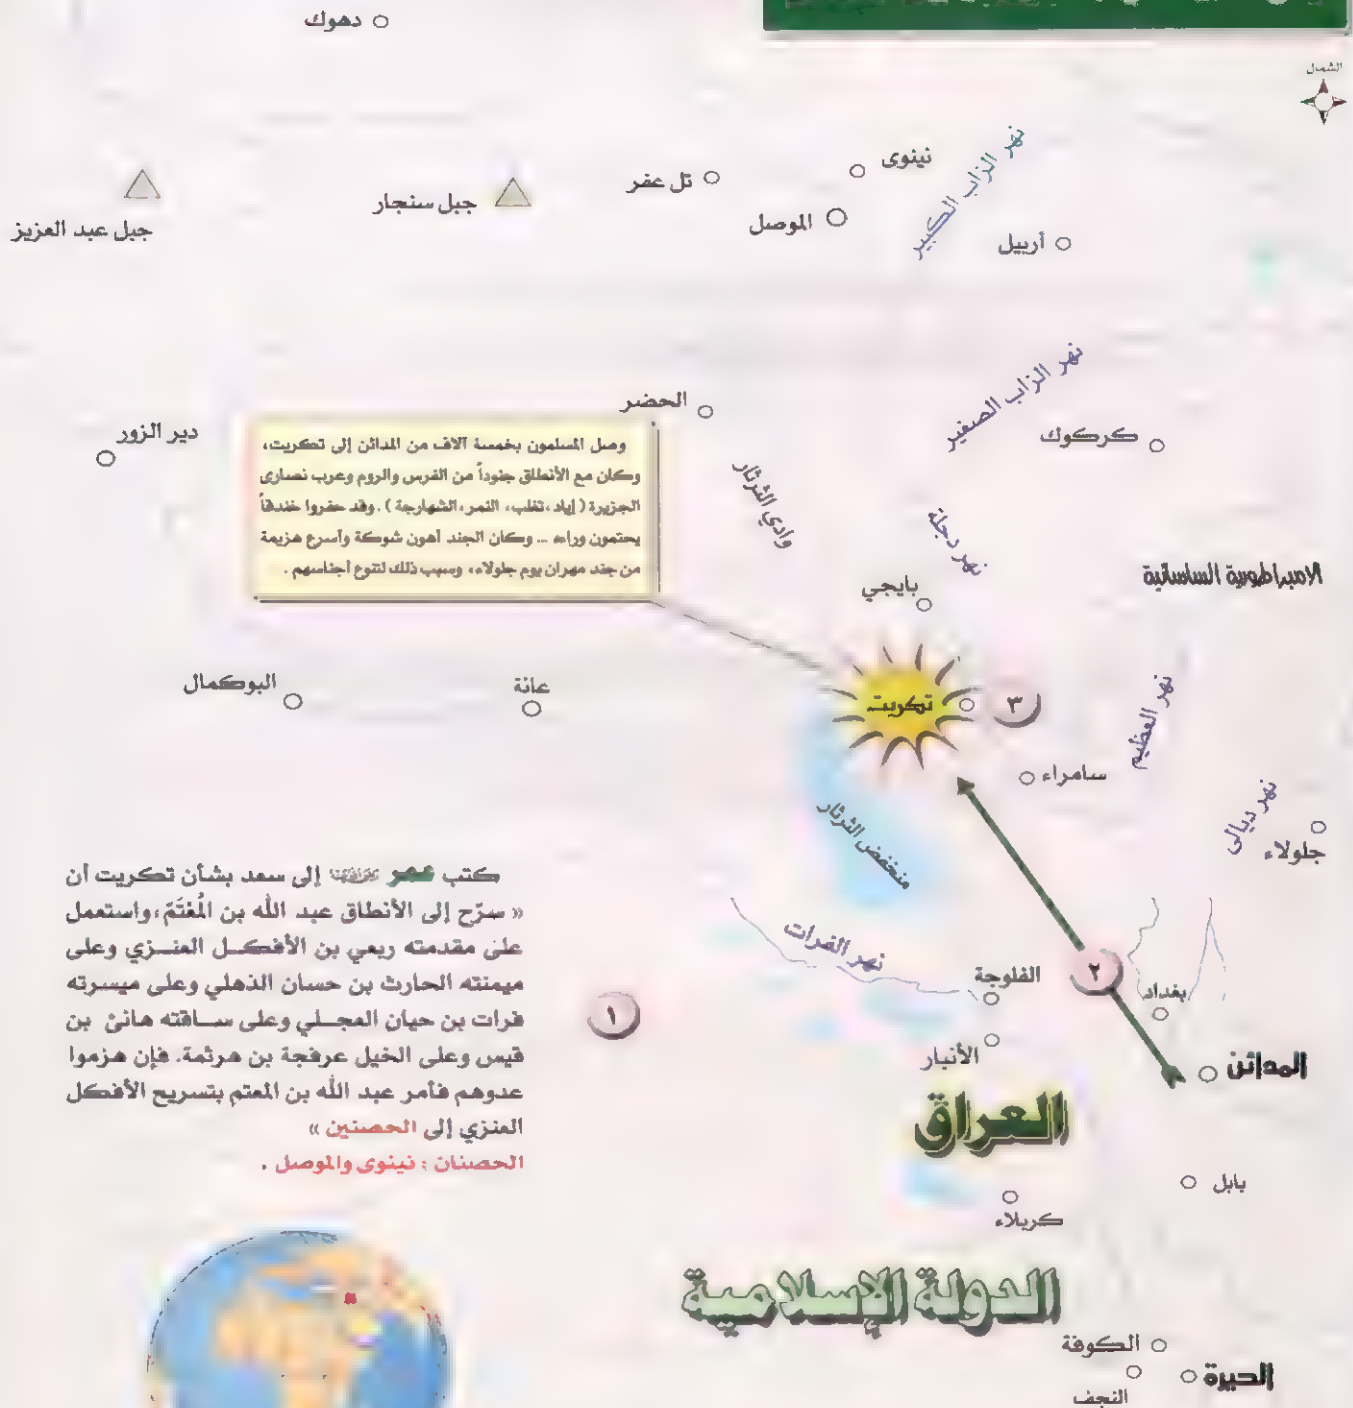 دهوك
الشمال
نينوى
نهر الزاب الكبير
تل عفر
جبل سنجار
الموصل
جبل عبد العزيز
أربيل
نهر الزاب الصغير
الحضر
كركوك
دير الزور
وصل المسلمون بخمسة آلاف من المدائن إلى تكريت،
وكان مع الأنطاق جنوداً من الفرس والروم وعرب نصارى
الجزيرة (إياد، تغلب، النمر، الشهارجة). وقد حفروا خندقاً
يحتمون وراءه ... وكان الجند أهون شوكة وأسرع هزيمة
من جند مهران يوم جلولاء، وسبب ذلك لتنوع أجناسهم .
وادي الثرثار
نهر دجلة
الامبراطورية الساسانية
بايجي
البوكمال
عانة
تكريت
٣
نهر العظيم
سامراء
نهر ديالى
جلولاء
منخفض الثرثار
كتب عمر إلى سعد بشأن تكريت أن
« سرّح إلى الأنطاق عبد الله بن المُعْتَمّ، واستعمل
على مقدمته ربعي بن الأفكــل العنــزي وعلى
ميمنته الحارث بن حسان الذهلي وعلى ميسرته
فرات بن حيان العجــلي وعلى ســاقته هانئ بن
قيس وعلى الخيل عرفجة بن هرثمة. فإن هزموا
عدوهم فأمر عبد الله بن المعتم بتسريح الأفكل
العنزي إلى الحصنين »
الحصنان : نينوى والموصل .
١
نهر الفرات
الفلوجة
٢
بغداد
الأنبار
المدائن
العراق
بابل
كربلاء
الدولة الإسلامية
الكوفة
الحيرة
النجف